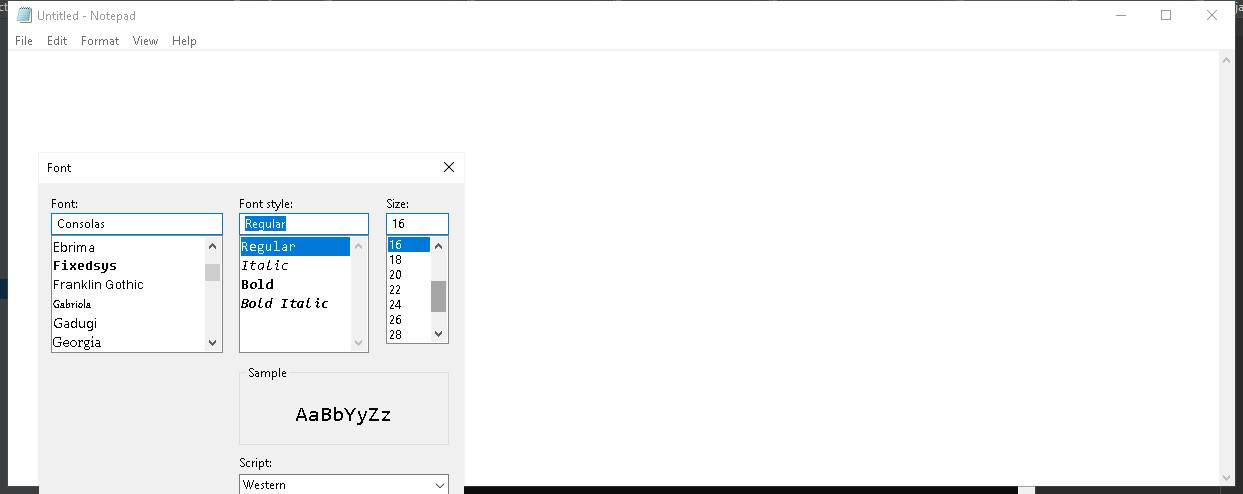 Untitled - Notepad
File Edit Format View Help
Font
Font: Font style: Size:
Consolas Regular 16
Ebrima Regular 16
Fixedsys Italic 18
Franklin Gothic Bold 20
Gabriola Bold Italic 22
Gadugi 24
Georgia 26
28
Sample
AaBbYyZz
Script:
Western